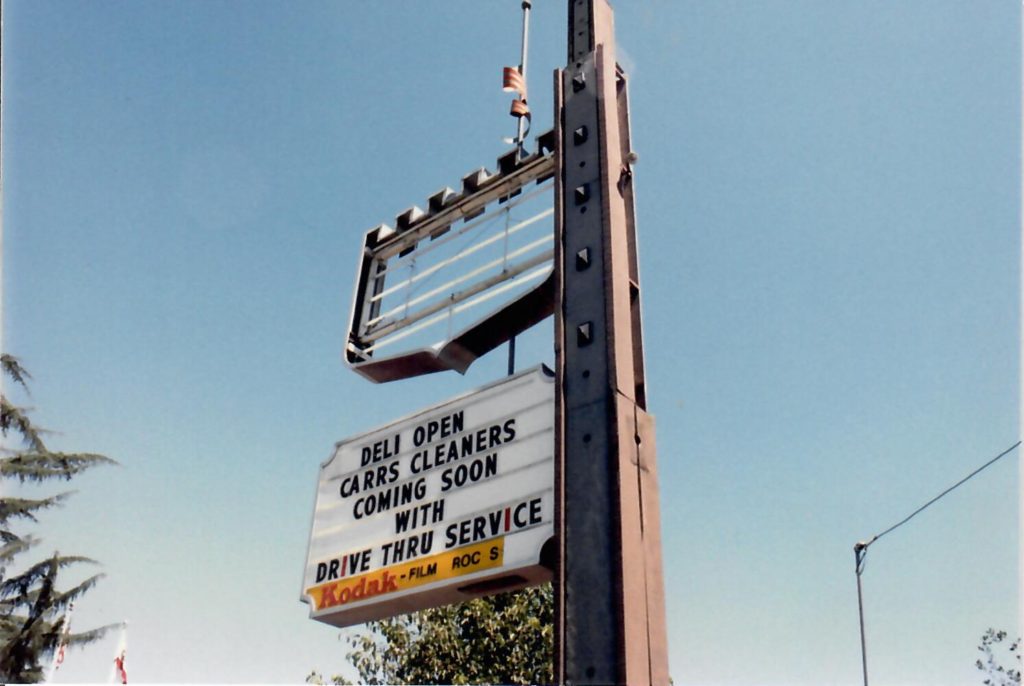 DELI OPEN
CARRS CLEANERS
COMING SOON
WITH
DRIVE THRU SERVICE
Kodak - FILM ROC S